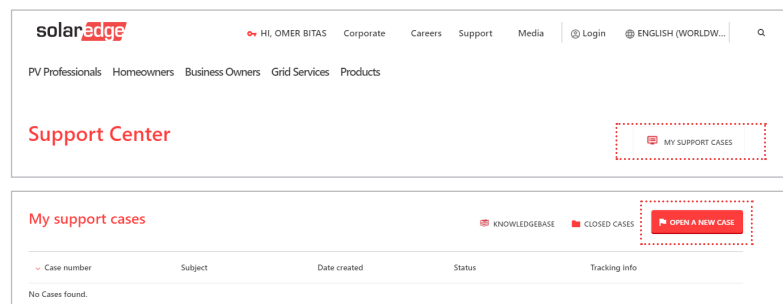 solaredge
HI, OMER BITAS Corporate Careers Support Media Login ENGLISH (WORLDW...
PV Professionals Homeowners Business Owners Grid Services Products
Support Center
MY SUPPORT CASES
My support cases
KNOWLEDGEBASE CLOSED CASES OPEN A NEW CASE
Case number Subject Date created Status Tracking info
No Cases found.